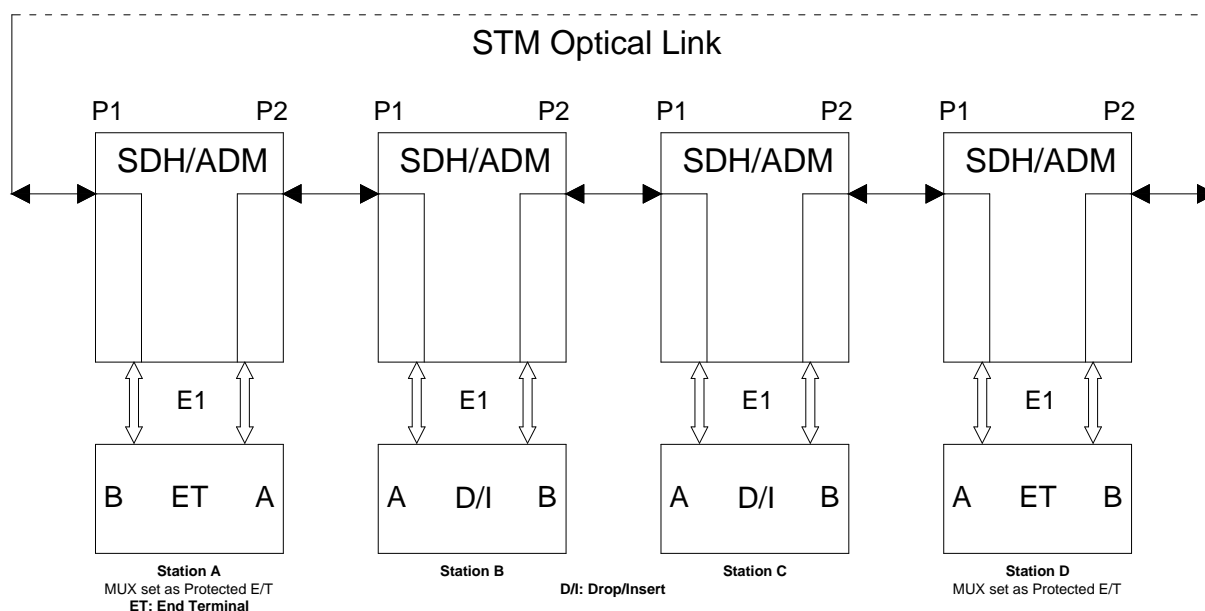 STM Optical Link
P1 P2 P1 P2 P1 P2 P1 P2
SDH/ADM SDH/ADM SDH/ADM SDH/ADM
E1 E1 E1 E1
B ET A A D/I B A D/I B A ET B
Station A Station B Station C Station D
MUX set as Protected E/T D/I: Drop/Insert MUX set as Protected E/T
ET: End Terminal